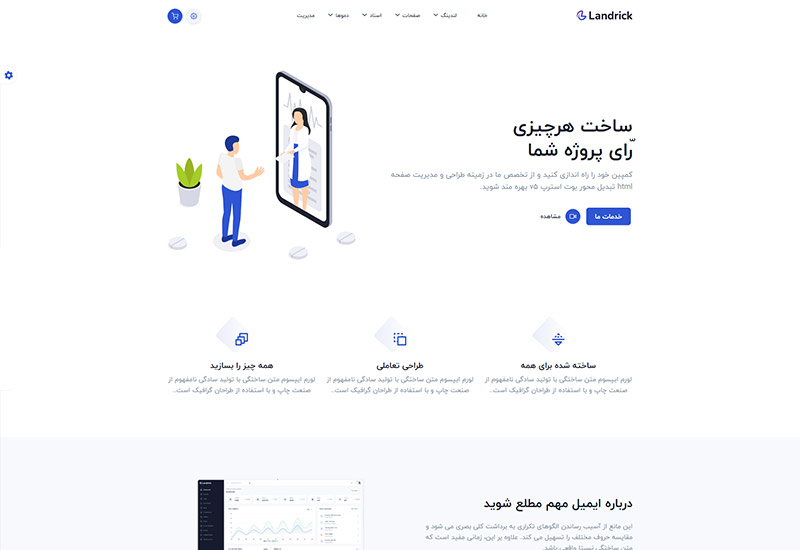 Landrick
خانه
لندینگ
صفحات
اسناد
دموها
مدیریت
ساخت هرچیزی
رّای پروژه شما
کمپین خود را راه اندازی کنید و از تخصص ما در زمینه طراحی و مدیریت صفحه
html تبدیل محور بوت استرپ v5 بهره مند شوید.
خدمات ما
مشاهده
ساخته شده برای همه
لورم ایپسوم متن ساختگی با تولید سادگی نامفهوم از
صنعت چاپ و با استفاده از طراحان گرافیک است..
طراحی تعاملی
لورم ایپسوم متن ساختگی با تولید سادگی نامفهوم از
صنعت چاپ و با استفاده از طراحان گرافیک است..
همه چیز را بسازید
لورم ایپسوم متن ساختگی با تولید سادگی نامفهوم از
صنعت چاپ و با استفاده از طراحان گرافیک است..
درباره ایمیل مهم مطلع شوید
این مانع از آسیب رساندن الگوهای تکراری به برداشت کلی بصری می شود و
مقایسه حروف مختلف را تسهیل می کند. علاوه بر این، زمانی مفید است که
متن ساختگی نسبتا واقعی باشد.
Landrick